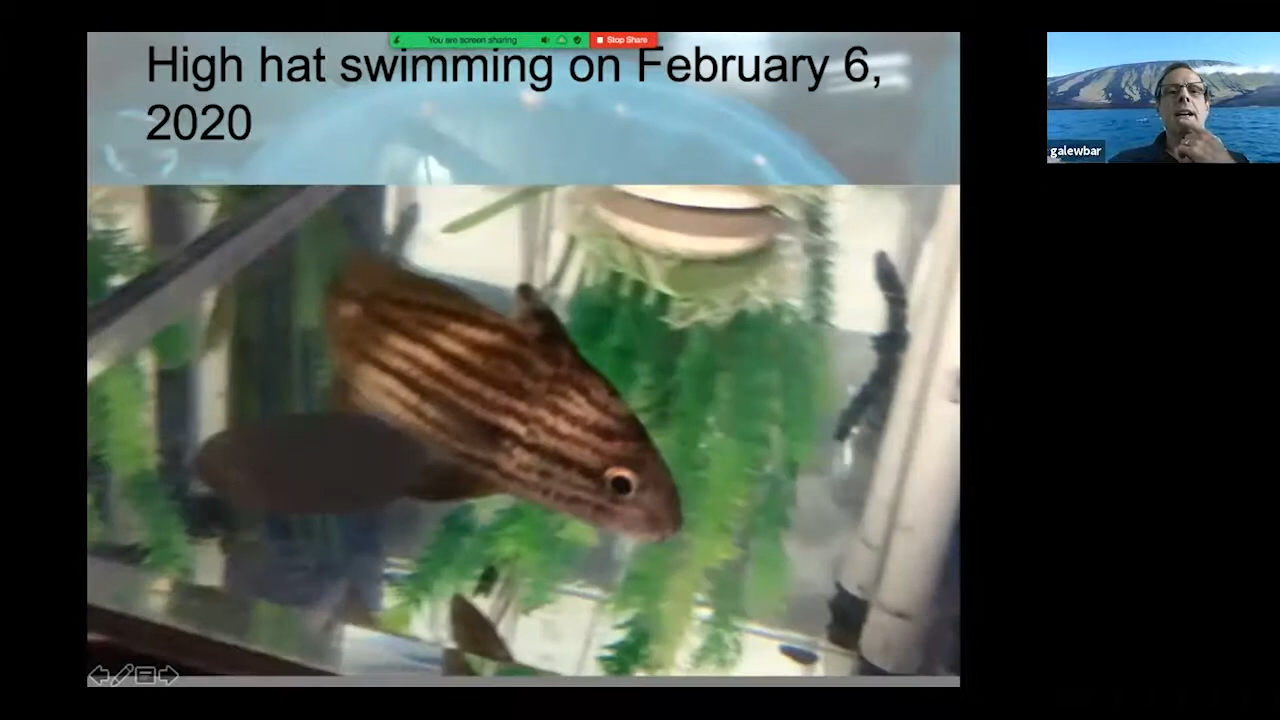 You are screen sharing
Stop Share
High hat swimming on February 6,
2020
galewbar